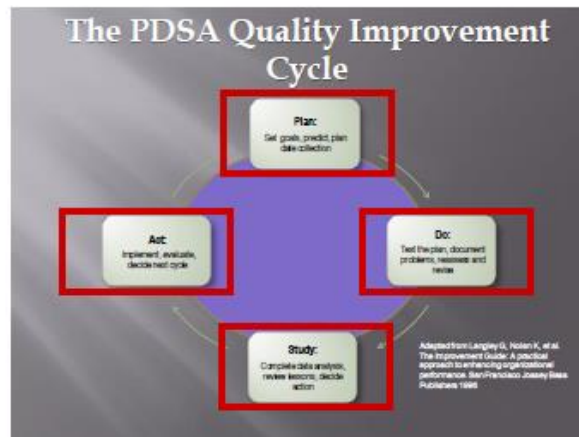 The PDSA Quality Improvement
Cycle
Plan:
Set goals, predict, plan
date collection
Act:
Implement, evaluate,
decide next cycle
Do:
Test the plan, document
problems, reassess and
revise
Study:
Complete data analysis,
review lessons, decide
action
Adapted from Langley G, Nolan K, et al.
The Improvement Guide: A practical
approach to enhancing organizational
performance. San Francisco Jossey Bass
Publishers 1996